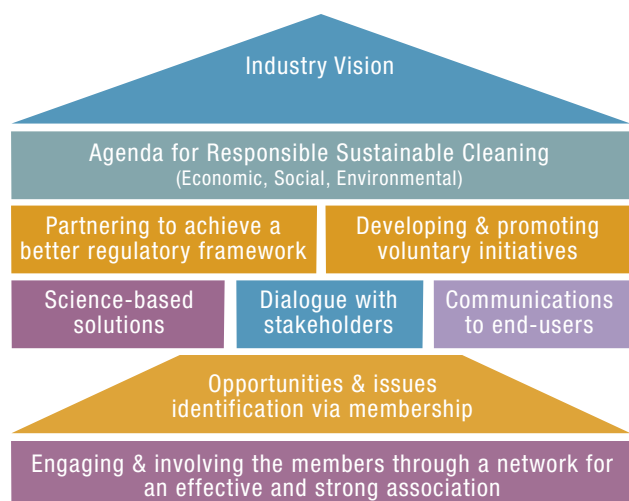 Industry Vision
Agenda for Responsible Sustainable Cleaning
(Economic, Social, Environmental)
Partnering to achieve a
better regulatory framework
Developing & promoting
voluntary initiatives
Science-based
solutions
Dialogue with
stakeholders
Communications
to end-users
Opportunities & issues
identification via membership
Engaging & involving the members through a network for
an effective and strong association